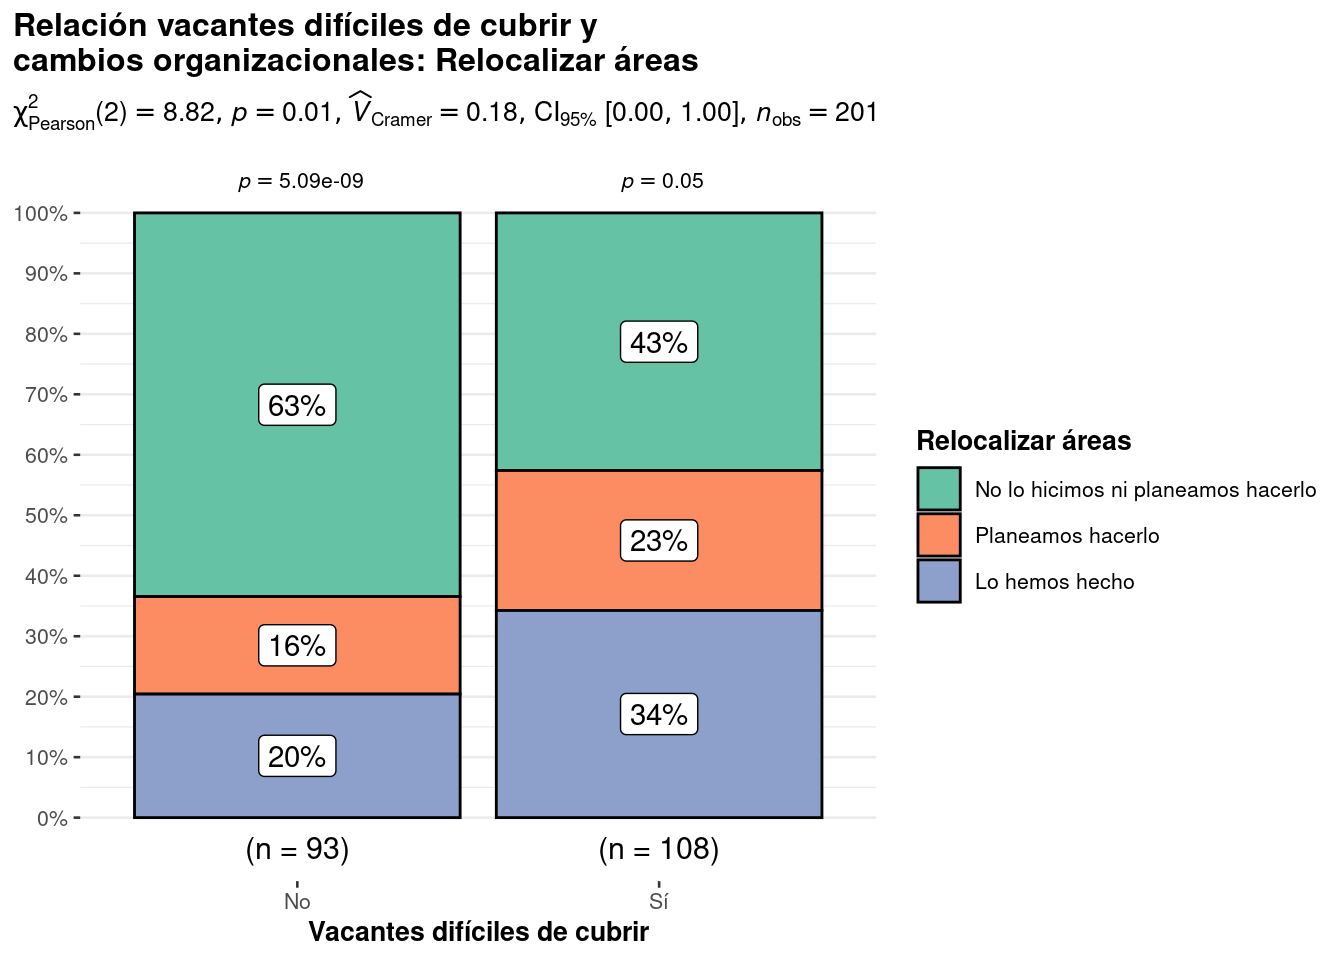 Relación vacantes difíciles de cubrir y
cambios organizacionales: Relocalizar áreas
χ²Pearson(2) = 8.82, p = 0.01, V̂Cramer = 0.18, CI95% [0.00, 1.00], nobs = 201
p = 5.09e-09
p = 0.05
100%
90%
80%
70%
60%
50%
40%
30%
20%
10%
0%
63%
16%
20%
43%
23%
34%
(n = 93)
(n = 108)
No
Sí
Vacantes difíciles de cubrir
Relocalizar áreas
No lo hicimos ni planeamos hacerlo
Planeamos hacerlo
Lo hemos hecho